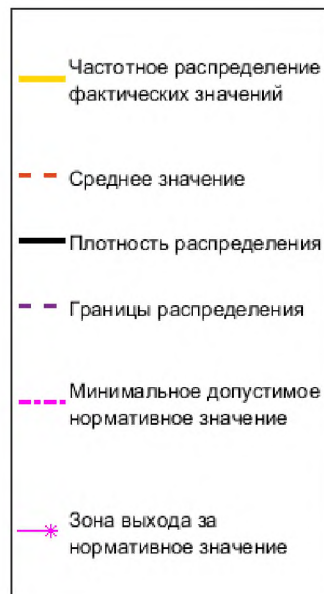 Частотное распределение
фактических значений
Среднее значение
Плотность распределения
Границы распределения
Минимальное допустимое
нормативное значение
Зона выхода за
нормативное значение